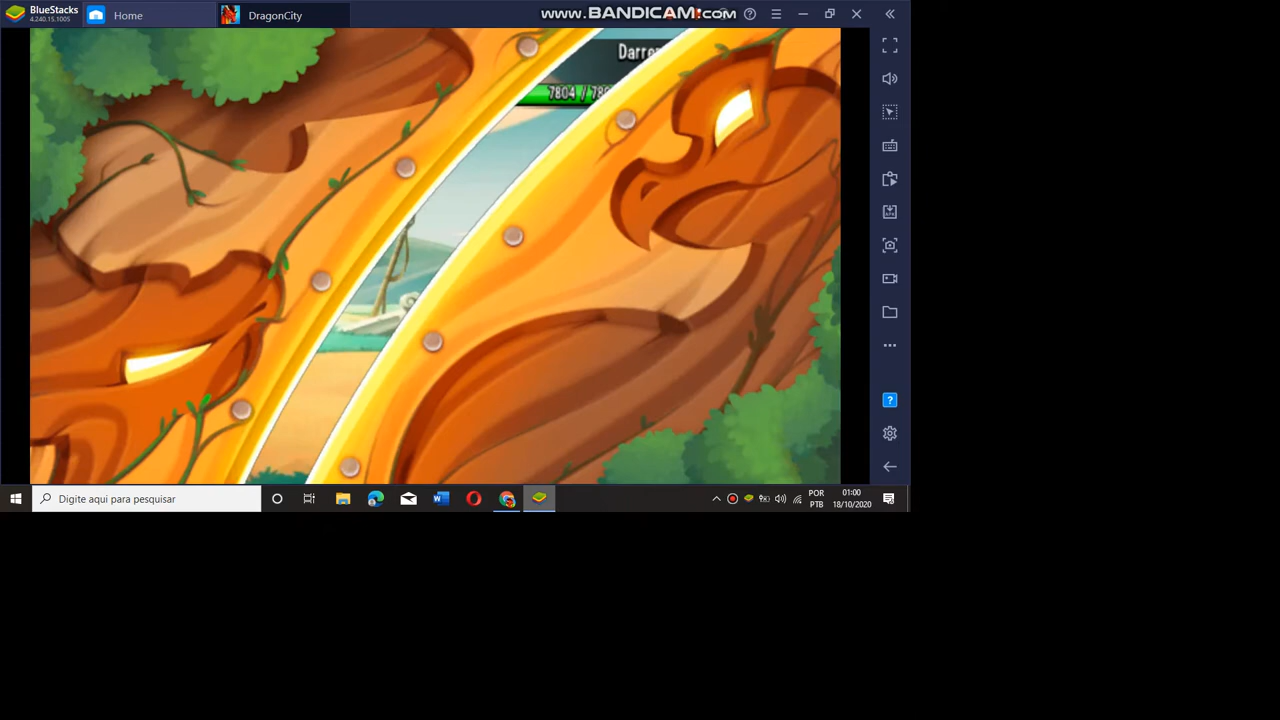 BlueStacks
4.240.15.1005
Home
DragonCity
www.BANDICAM.com
7804 /
Digite aqui para pesquisar
POR
PTB
01:00
18/10/2020